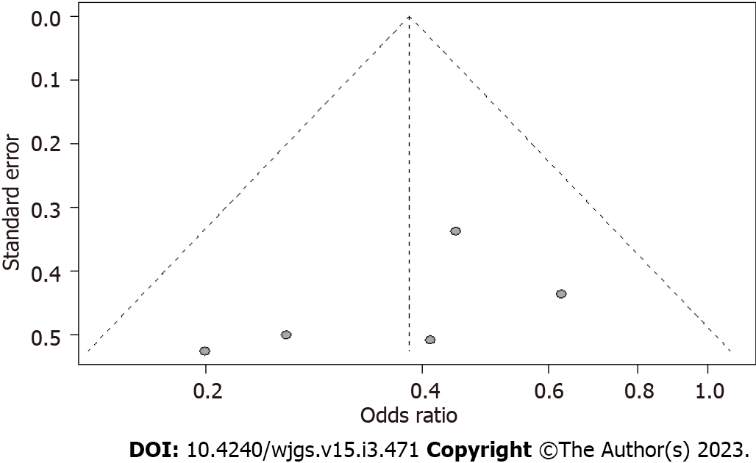 0.0
0.1
0.2
0.3
0.4
0.5
Standard error
0.2 0.4 0.6 0.8 1.0
Odds ratio
DOI: 10.4240/wjgs.v15.i3.471 Copyright ©The Author(s) 2023.